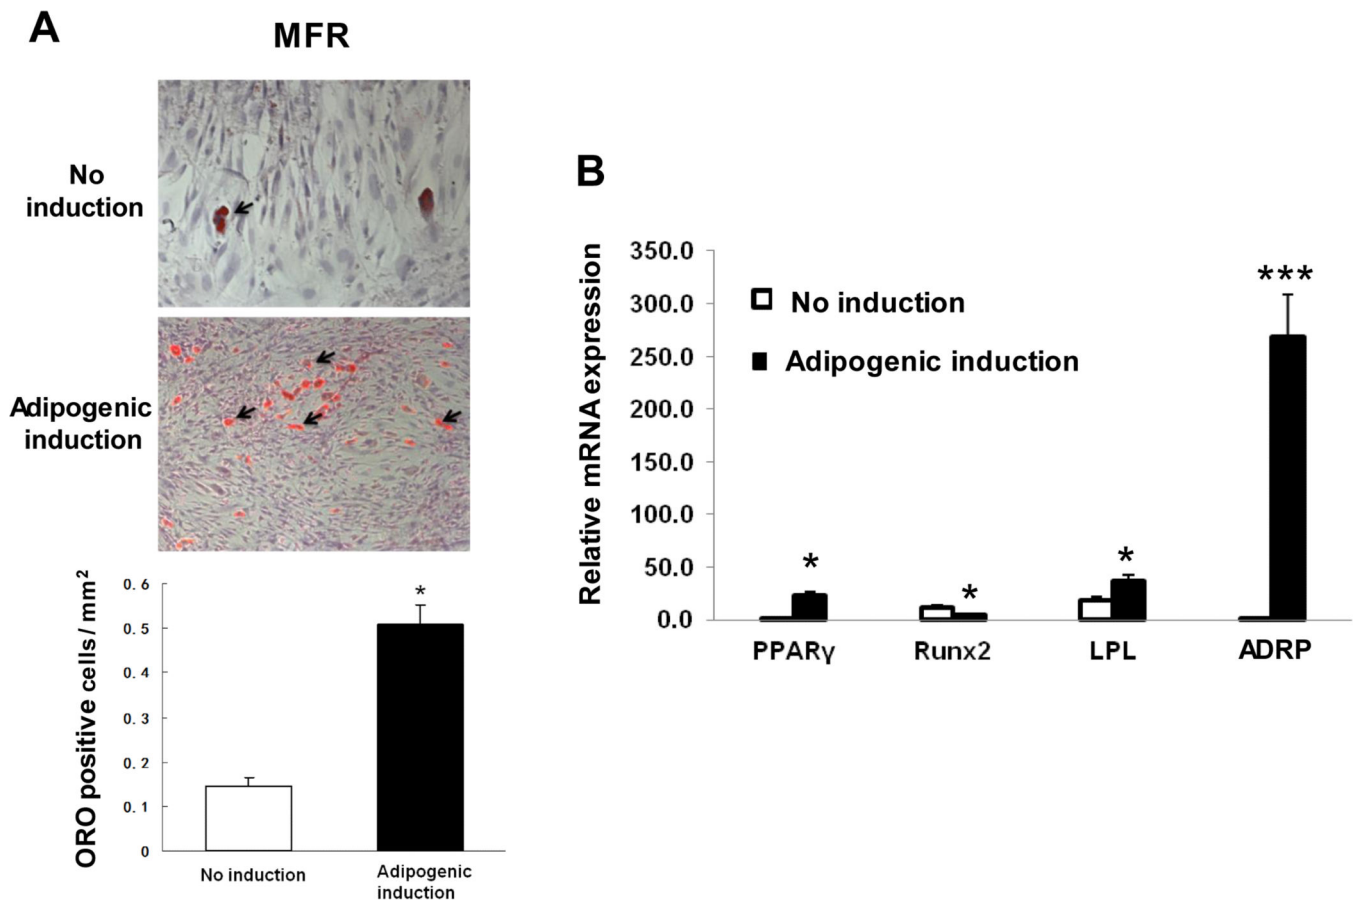 A
MFR
No
induction
Adipogenic
induction
ORO positive cells/mm²
0.6
0.5
0.4
0.3
0.2
0.1
0
*
No induction
Adipogenic
induction
B
Relative mRNA expression
350.0
300.0
250.0
200.0
150.0
100.0
50.0
0.0
No induction
Adipogenic induction
*
*
*
***
PPARγ
Runx2
LPL
ADRP